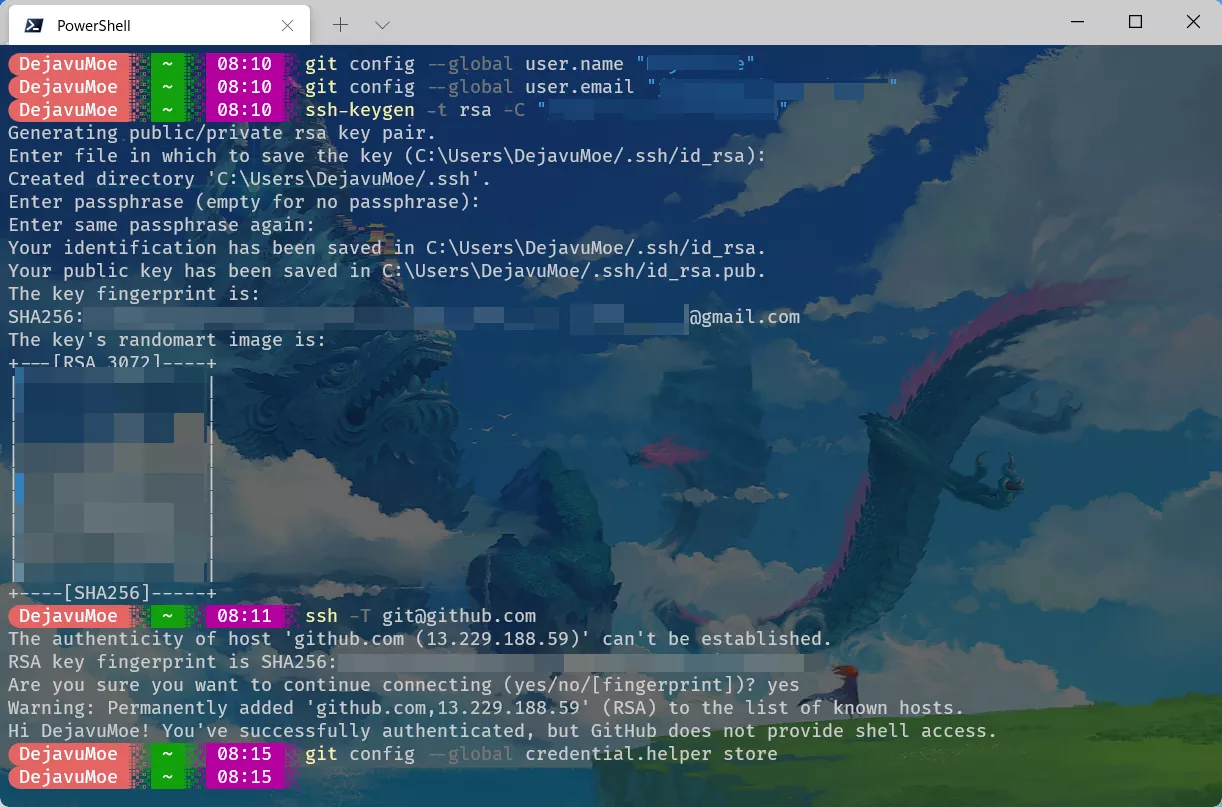 PowerShell
DejavuMoe ~ 08:10 git config --global user.name "e"
DejavuMoe ~ 08:10 git config --global user.email ""
DejavuMoe ~ 08:10 ssh-keygen -t rsa -C ""
Generating public/private rsa key pair.
Enter file in which to save the key (C:\Users\DejavuMoe/.ssh/id_rsa):
Created directory 'C:\Users\DejavuMoe/.ssh'.
Enter passphrase (empty for no passphrase):
Enter same passphrase again:
Your identification has been saved in C:\Users\DejavuMoe/.ssh/id_rsa.
Your public key has been saved in C:\Users\DejavuMoe/.ssh/id_rsa.pub.
The key fingerprint is:
SHA256: @gmail.com
The key's randomart image is:
+---[RSA 3072]----+
+----[SHA256]-----+
DejavuMoe ~ 08:11 ssh -T git@github.com
The authenticity of host 'github.com (13.229.188.59)' can't be established.
RSA key fingerprint is SHA256:
Are you sure you want to continue connecting (yes/no/[fingerprint])? yes
Warning: Permanently added 'github.com,13.229.188.59' (RSA) to the list of known hosts.
Hi DejavuMoe! You've successfully authenticated, but GitHub does not provide shell access.
DejavuMoe ~ 08:15 git config --global credential.helper store
DejavuMoe ~ 08:15